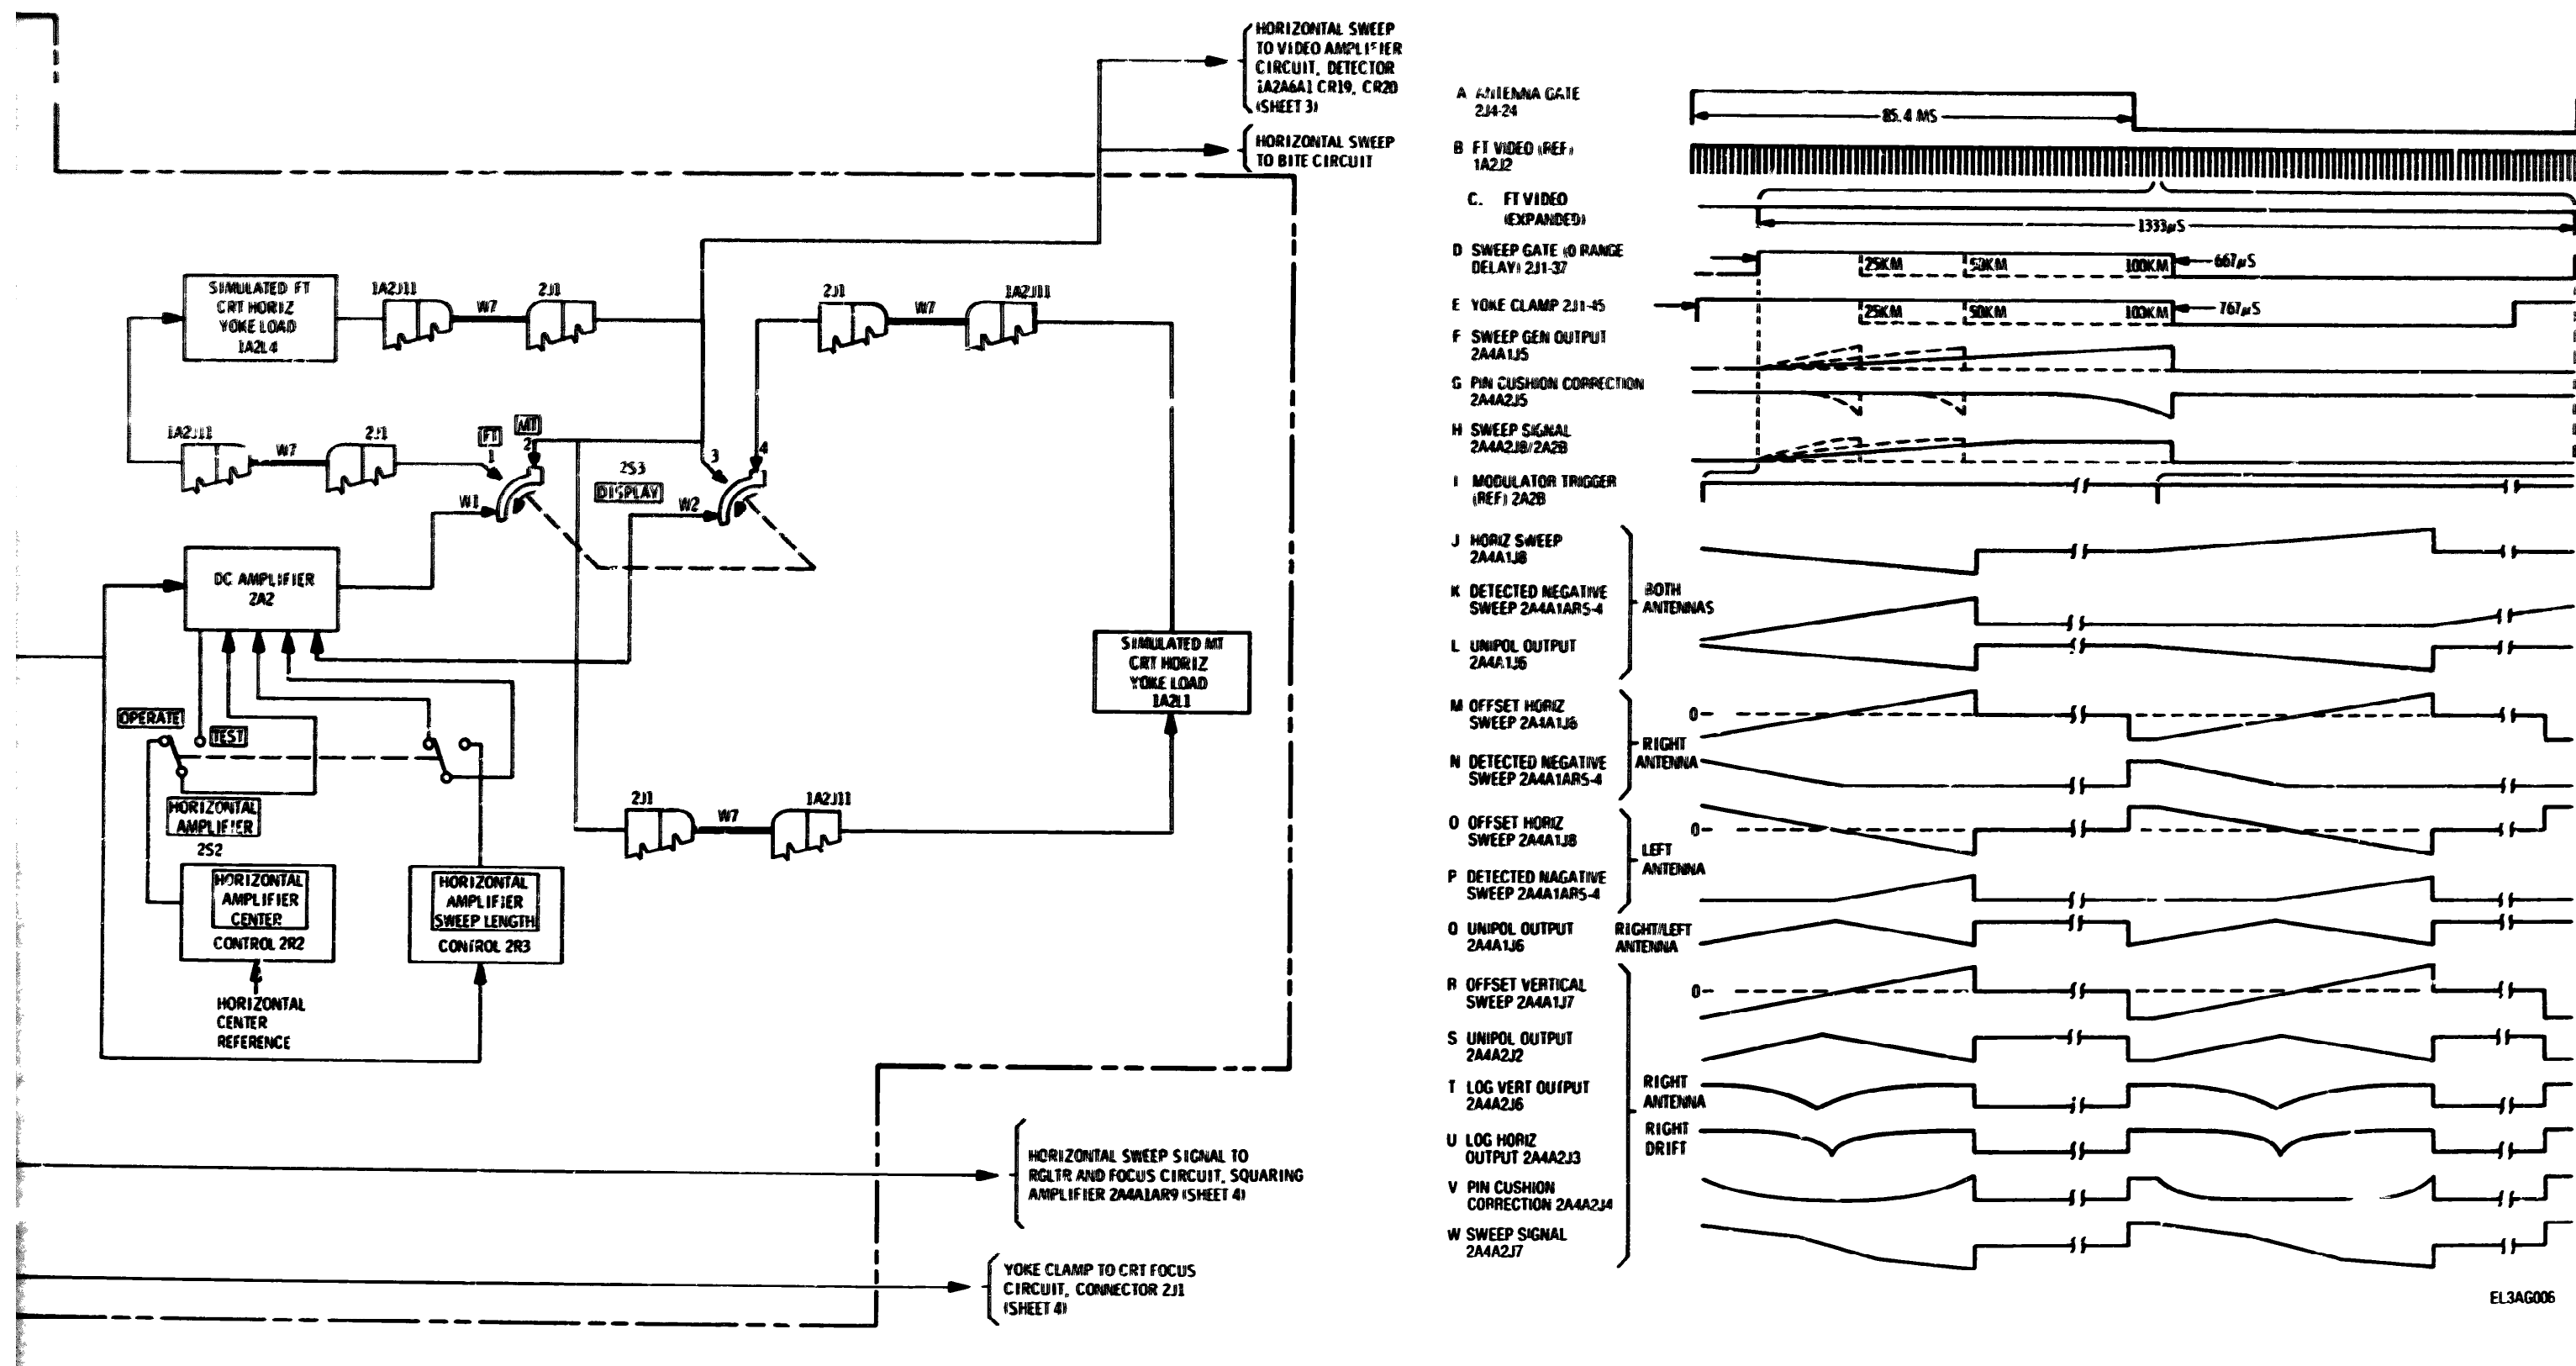 HORIZONTAL SWEEP
TO VIDEO AMPLIFIER
CIRCUIT, DETECTOR
1A2A6A1 CR19, CR20
(SHEET 3)
HORIZONTAL SWEEP
TO BITE CIRCUIT
SIMULATED FT
CRT HORIZ
YOKE LOAD
1A2L4
1A2J11
W7
2J1
2J1
W7
1A2J11
1A2J11
W7
2J1
FT
1
MT
2
W1
2S3
DISPLAY
3
4
W2
DC AMPLIFIER
2A2
SIMULATED MT
CRT HORIZ
YOKE LOAD
1A2L1
OPERATE
TEST
HORIZONTAL
AMPLIFIER
2S2
2J1
W7
1A2J11
HORIZONTAL
AMPLIFIER
CENTER
CONTROL 2R2
HORIZONTAL
AMPLIFIER
SWEEP LENGTH
CONTROL 2R3
HORIZONTAL
CENTER
REFERENCE
HORIZONTAL SWEEP SIGNAL TO
RGLTR AND FOCUS CIRCUIT, SQUARING
AMPLIFIER 2A4A1AR9 (SHEET 4)
YOKE CLAMP TO CRT FOCUS
CIRCUIT, CONNECTOR 2J1
(SHEET 4)
A ANTENNA GATE
2J4-24
85.4 MS
B FT VIDEO (REF)
1A2J2
C. FT VIDEO
(EXPANDED)
1333µS
D SWEEP GATE (0 RANGE
DELAY) 2J1-37
25KM
50KM
100KM
667µS
E YOKE CLAMP 2J1-45
25KM
50KM
100KM
767µS
F SWEEP GEN OUTPUT
2A4A1J5
G PIN CUSHION CORRECTION
2A4A2J5
H SWEEP SIGNAL
2A4A2J8/2A2B
I MODULATOR TRIGGER
(REF) 2A2B
J HORIZ SWEEP
2A4A1J8
K DETECTED NEGATIVE
SWEEP 2A4A1AR5-4
BOTH
ANTENNAS
L UNIPOL OUTPUT
2A4A1J6
M OFFSET HORIZ
SWEEP 2A4A1J6
0
N DETECTED NEGATIVE
SWEEP 2A4A1AR5-4
RIGHT
ANTENNA
O OFFSET HORIZ
SWEEP 2A4A1J8
0
LEFT
ANTENNA
P DETECTED NAGATIVE
SWEEP 2A4A1AR5-4
Q UNIPOL OUTPUT
2A4A1J6
RIGHT/LEFT
ANTENNA
R OFFSET VERTICAL
SWEEP 2A4A1J7
0
S UNIPOL OUTPUT
2A4A2J2
T LOG VERT OUTPUT
2A4A2J6
RIGHT
ANTENNA
U LOG HORIZ
OUTPUT 2A4A2J3
RIGHT
DRIFT
V PIN CUSHION
CORRECTION 2A4A2J4
W SWEEP SIGNAL
2A4A2J7
EL3AG006